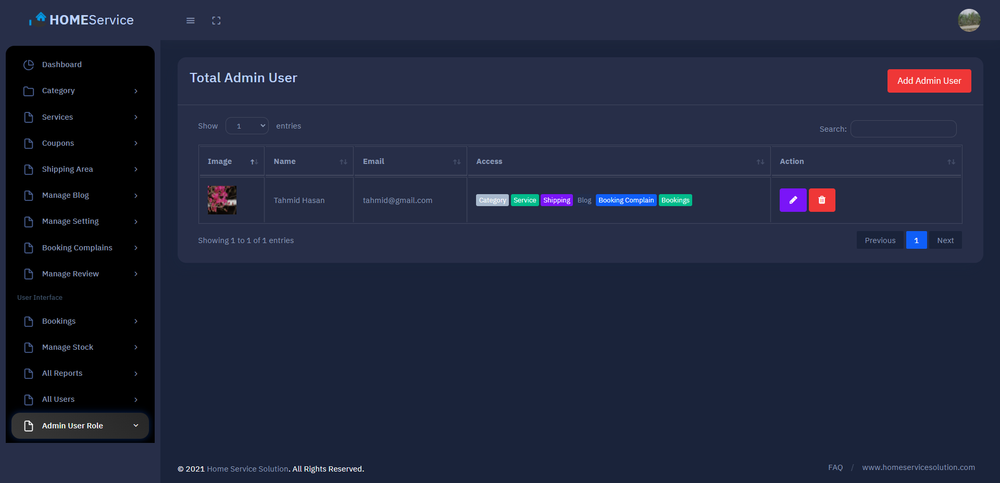 HOMEService
Dashboard
Category
Services
Coupons
Shipping Area
Manage Blog
Manage Setting
Booking Complains
Manage Review
User Interface
Bookings
Manage Stock
All Reports
All Users
Admin User Role
Total Admin User
Add Admin User
Show 1 entries
Search:
Image Name Email Access Action
Tahmid Hasan tahmid@gmail.com Category Service Shipping Blog Booking Complain Bookings
Showing 1 to 1 of 1 entries
Previous 1 Next
© 2021 Home Service Solution. All Rights Reserved.
FAQ / www.homeservicesolution.com